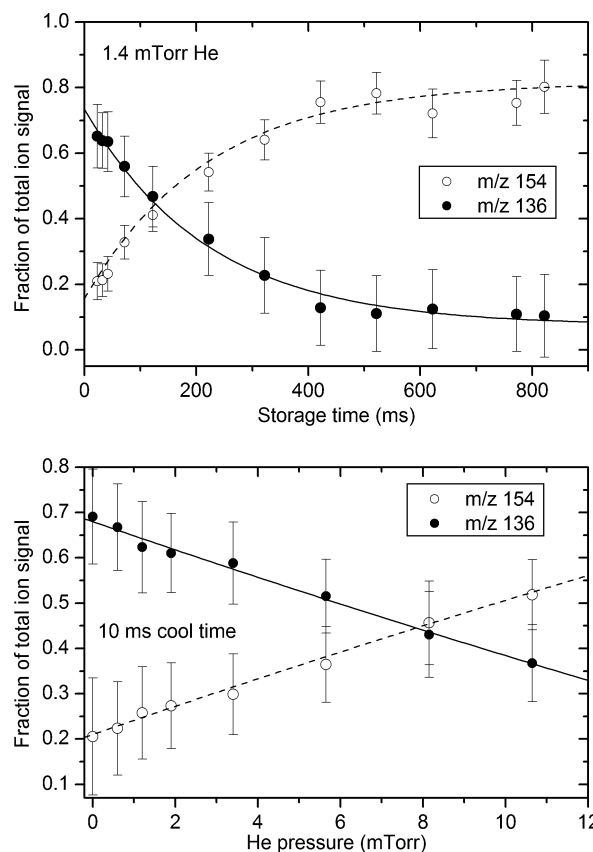 1.4 mTorr He
Fraction of total ion signal
1.0
0.8
0.6
0.4
0.2
0.0
m/z 154
m/z 136
0 200 400 600 800
Storage time (ms)
Fraction of total ion signal
0.8
0.7
0.6
0.5
0.4
0.3
0.2
0.1
m/z 154
m/z 136
10 ms cool time
0 2 4 6 8 10 12
He pressure (mTorr)